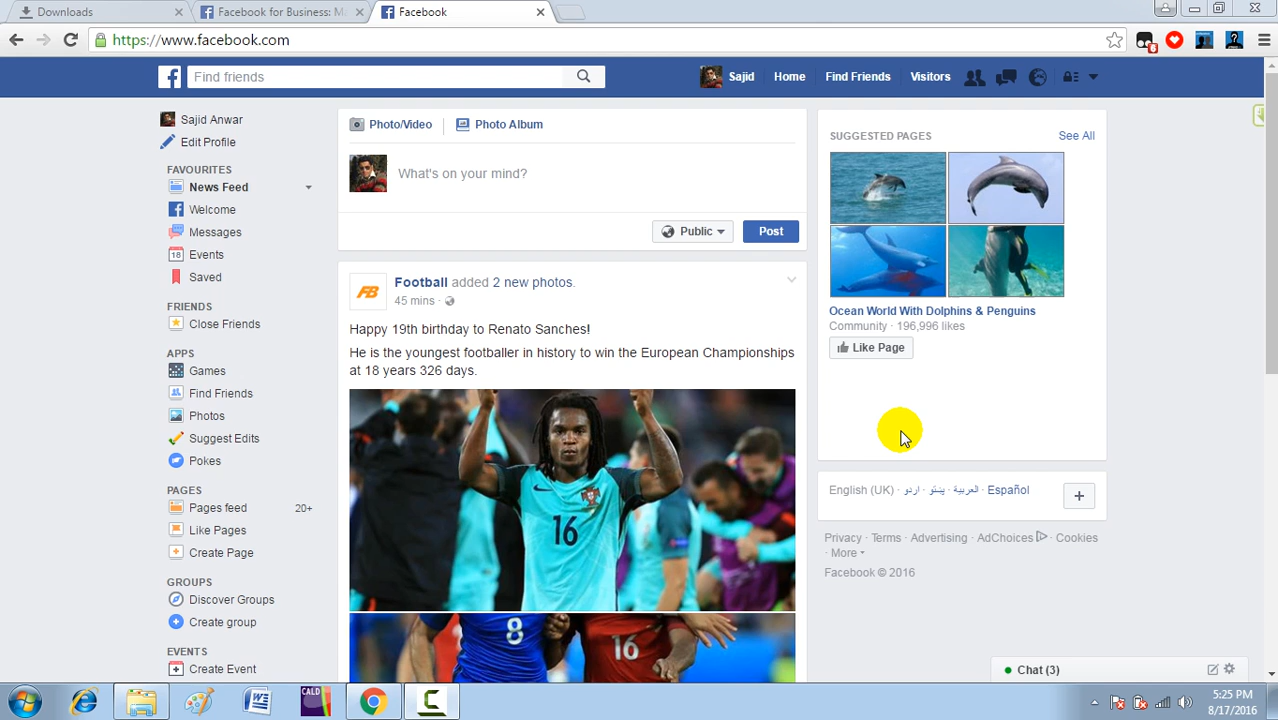 Downloads
Facebook for Business: Ma
Facebook
https://www.facebook.com
Find friends
Sajid
Home
Find Friends
Visitors
Sajid Anwar
Edit Profile
FAVOURITES
News Feed
Welcome
Messages
18
Events
Saved
FRIENDS
Close Friends
APPS
Games
Find Friends
Photos
Suggest Edits
Pokes
PAGES
Pages feed 20+
Like Pages
Create Page
GROUPS
Discover Groups
Create group
EVENTS
Create Event
Photo/Video
Photo Album
What's on your mind?
Public
Post
FB
Football added 2 new photos.
45 mins ·
Happy 19th birthday to Renato Sanches!
He is the youngest footballer in history to win the European Championships
at 18 years 326 days.
16
8
16
SUGGESTED PAGES
See All
Ocean World With Dolphins & Penguins
Community · 196,996 likes
Like Page
English (UK) · اردو · پښتو · العربية · Español
Privacy · Terms · Advertising · AdChoices · Cookies
· More
Facebook © 2016
Chat (3)
CALD
5:25 PM
8/17/2016